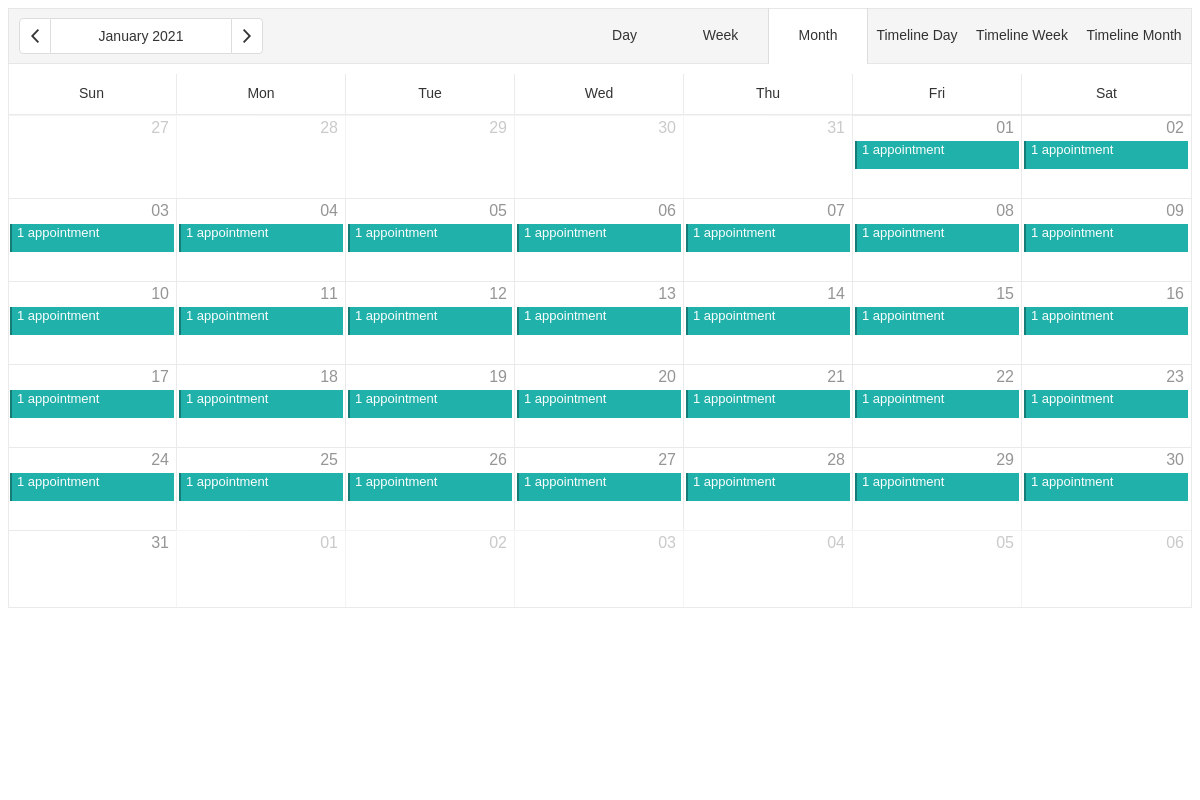 January 2021 Day Week Month Timeline Day Timeline Week Timeline Month
Sun Mon Tue Wed Thu Fri Sat
27 28 29 30 31 01 02
1 appointment 1 appointment
03 04 05 06 07 08 09
1 appointment 1 appointment 1 appointment 1 appointment 1 appointment 1 appointment 1 appointment
10 11 12 13 14 15 16
1 appointment 1 appointment 1 appointment 1 appointment 1 appointment 1 appointment 1 appointment
17 18 19 20 21 22 23
1 appointment 1 appointment 1 appointment 1 appointment 1 appointment 1 appointment 1 appointment
24 25 26 27 28 29 30
1 appointment 1 appointment 1 appointment 1 appointment 1 appointment 1 appointment 1 appointment
31 01 02 03 04 05 06